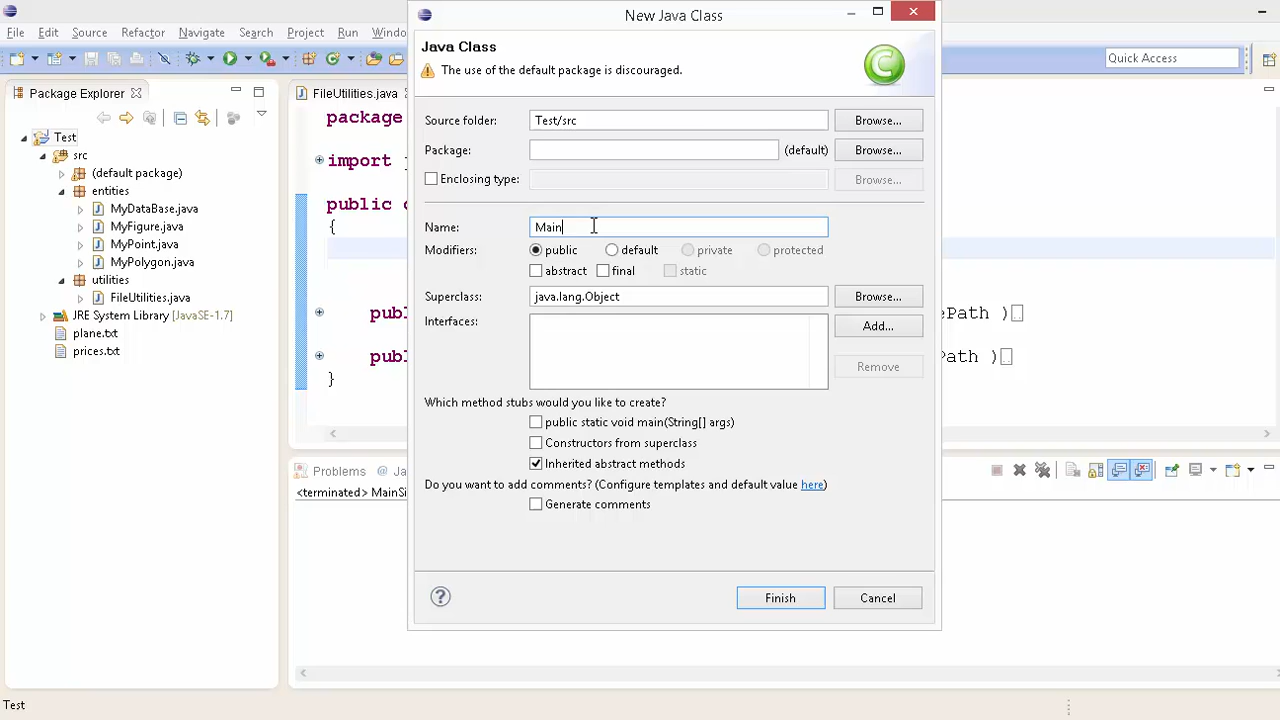 New Java Class
File Edit Source Refactor Navigate Search Project Run
Java Class
The use of the default package is discouraged.
Quick Access
Package Explorer
FileUtilities.java
Test
src
(default package)
entities
MyDataBase.java
MyFigure.java
MyPoint.java
MyPolygon.java
utilities
FileUtilities.java
JRE System Library [JavaSE-1.7]
plane.txt
prices.txt
package
import
public
{
Path )
Path )
}
Source folder: Test/src Browse...
Package: (default) Browse...
Enclosing type: Browse...
Name: Main
Modifiers: public default private protected
abstract final static
Superclass: java.lang.Object Browse...
Interfaces: Add...
Remove
Which method stubs would you like to create?
public static void main(String[] args)
Constructors from superclass
Inherited abstract methods
Do you want to add comments? (Configure templates and default value here)
Generate comments
Finish Cancel
Problems
<terminated>
Test